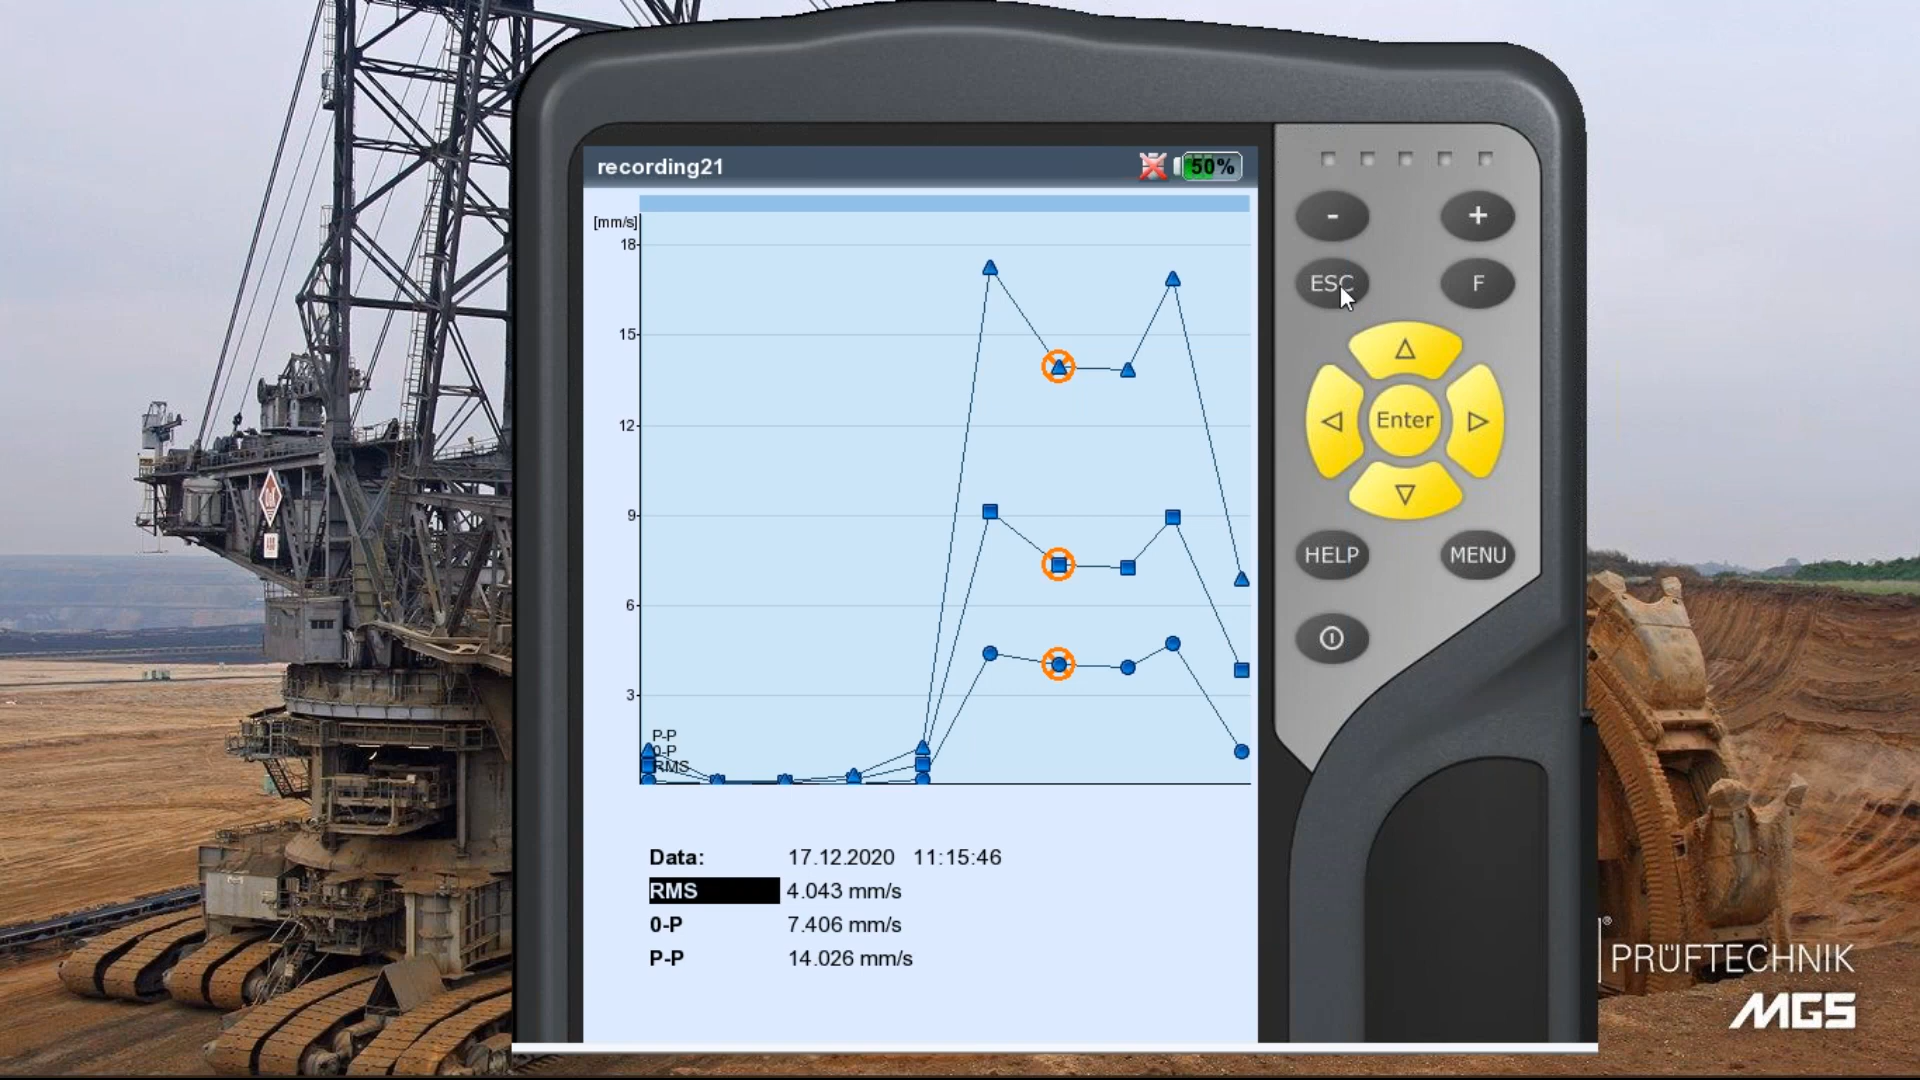 recording21
50%
[mm/s]
18
15
12
9
6
3
P-P
0-P
RMS
Data: 17.12.2020 11:15:46
RMS 4.043 mm/s
0-P 7.406 mm/s
P-P 14.026 mm/s
- +
ESC F
Enter
HELP MENU
PRÜFTECHNIK
MGS